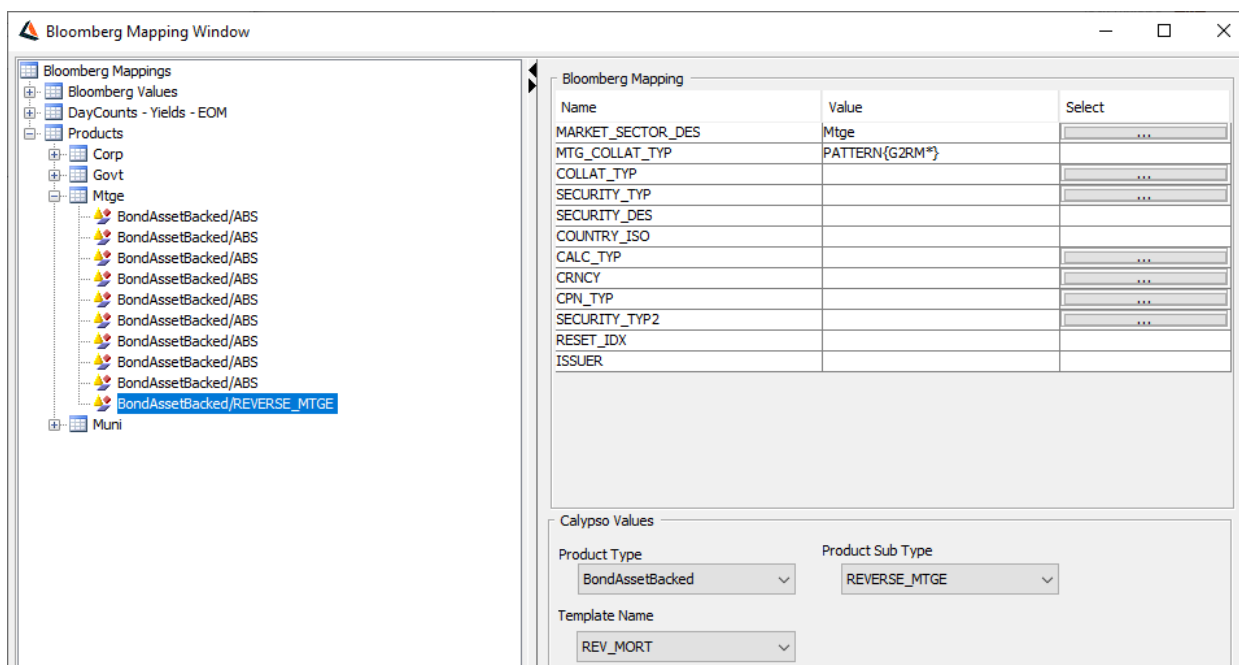 Bloomberg Mapping Window
Bloomberg Mappings
Bloomberg Values
DayCounts - Yields - EOM
Products
Corp
Govt
Mtge
BondAssetBacked/ABS
BondAssetBacked/ABS
BondAssetBacked/ABS
BondAssetBacked/ABS
BondAssetBacked/ABS
BondAssetBacked/ABS
BondAssetBacked/ABS
BondAssetBacked/ABS
BondAssetBacked/ABS
BondAssetBacked/REVERSE_MTGE
Muni
Bloomberg Mapping
Name Value Select
MARKET_SECTOR_DES Mtge ...
MTG_COLLAT_TYP PATTERN{G2RM*}
COLLAT_TYP ...
SECURITY_TYP ...
SECURITY_DES
COUNTRY_ISO
CALC_TYP ...
CRNCY ...
CPN_TYP ...
SECURITY_TYP2 ...
RESET_IDX
ISSUER
Calypso Values
Product Type Product Sub Type
BondAssetBacked REVERSE_MTGE
Template Name
REV_MORT